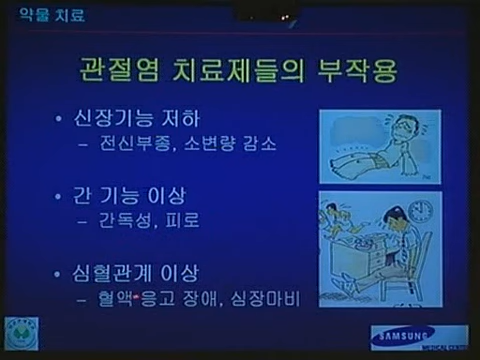 약물 치료
관절염 치료제들의 부작용
• 신장기능 저하
– 전신부종, 소변량 감소
• 간 기능 이상
– 간독성, 피로
• 심혈관계 이상
– 혈액 응고 장애, 심장마비
SAMSUNG
MEDICAL CENTER